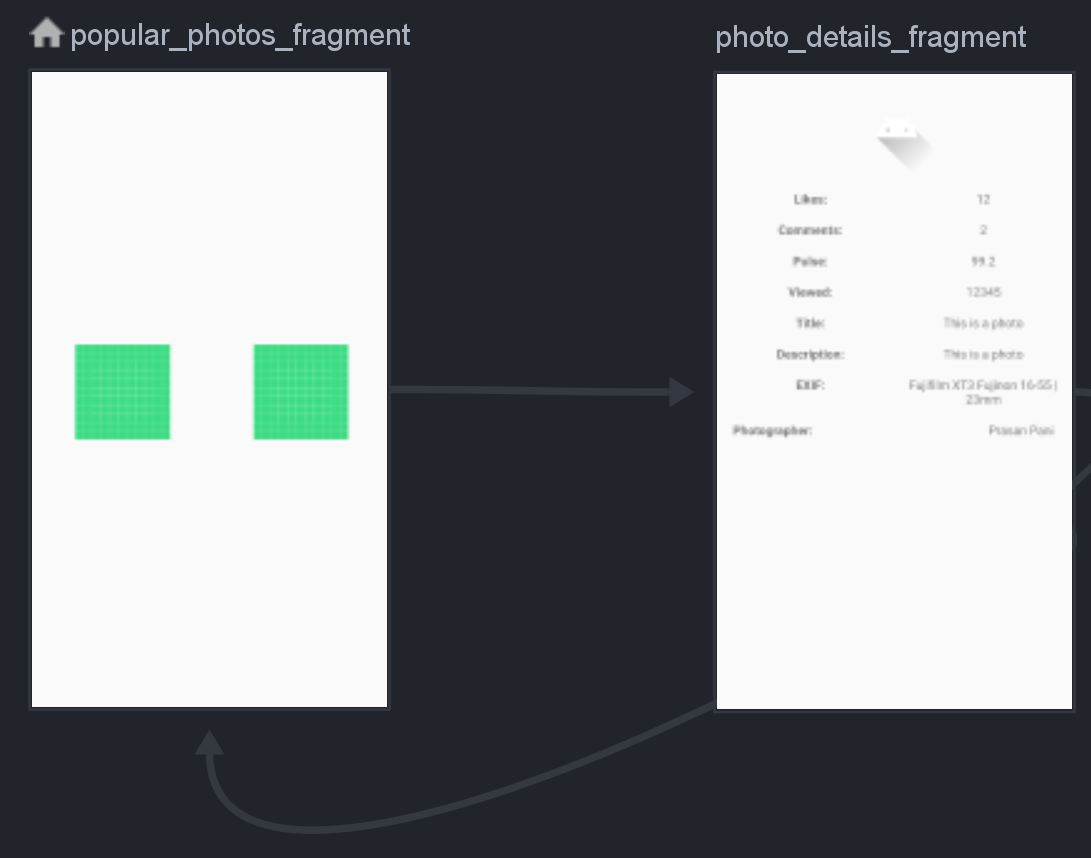 popular_photos_fragment
photo_details_fragment
Likes: 12
Comments: 2
Pulse: 99.2
Viewed: 12345
Title: This is a photo
Description: This is a photo
EXIF: Fujifilm XT3 Fujinon 16-55 |
23mm
Photographer: Prasan Pani